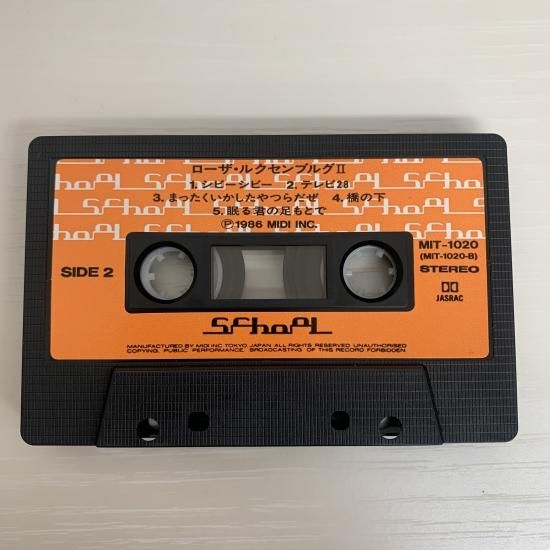 ローザ・ルクセンブルグII
1.シビーシビー 2.テレビ28
3.まったくいかしたやつらだぜ 4.橋の下
5.眠る君の足もとで
Ⓟ1986 MIDI INC.
SIDE 2
MIT-1020
(MIT-1020-B)
STEREO
JASRAC
School
MANUFACTURED BY MIDI INC TOKYO JAPAN ALL RIGHTS RESERVED UNAUTHORISED
COPYING, PUBLIC PERFORMANCE, BROADCASTING OF THIS RECORD FORBIDDEN